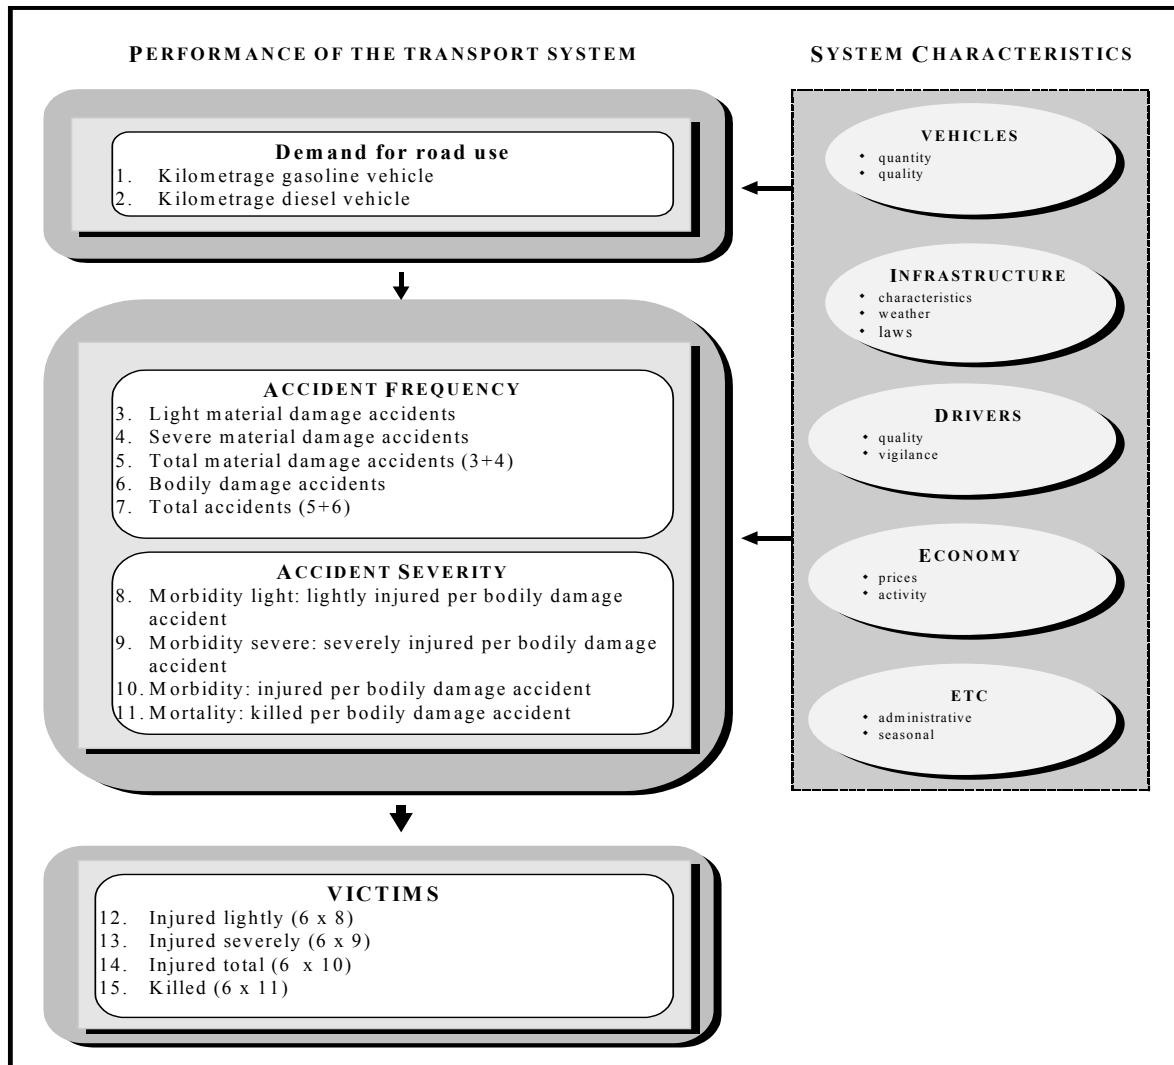 PERFORMANCE OF THE TRANSPORT SYSTEM
Demand for road use
1. Kilometrage gasoline vehicle
2. Kilometrage diesel vehicle
ACCIDENT FREQUENCY
3. Light material damage accidents
4. Severe material damage accidents
5. Total material damage accidents (3+4)
6. Bodily damage accidents
7. Total accidents (5+6)
ACCIDENT SEVERITY
8. Morbidity light: lightly injured per bodily damage
accident
9. Morbidity severe: severely injured per bodily damage
accident
10. Morbidity: injured per bodily damage accident
11. Mortality: killed per bodily damage accident
VICTIMS
12. Injured lightly (6 x 8)
13. Injured severely (6 x 9)
14. Injured total (6 x 10)
15. Killed (6 x 11)
SYSTEM CHARACTERISTICS
VEHICLES
• quantity
• quality
INFRASTRUCTURE
• characteristics
• weather
• laws
DRIVERS
• quality
• vigilance
ECONOMY
• prices
• activity
ETC
• administrative
• seasonal